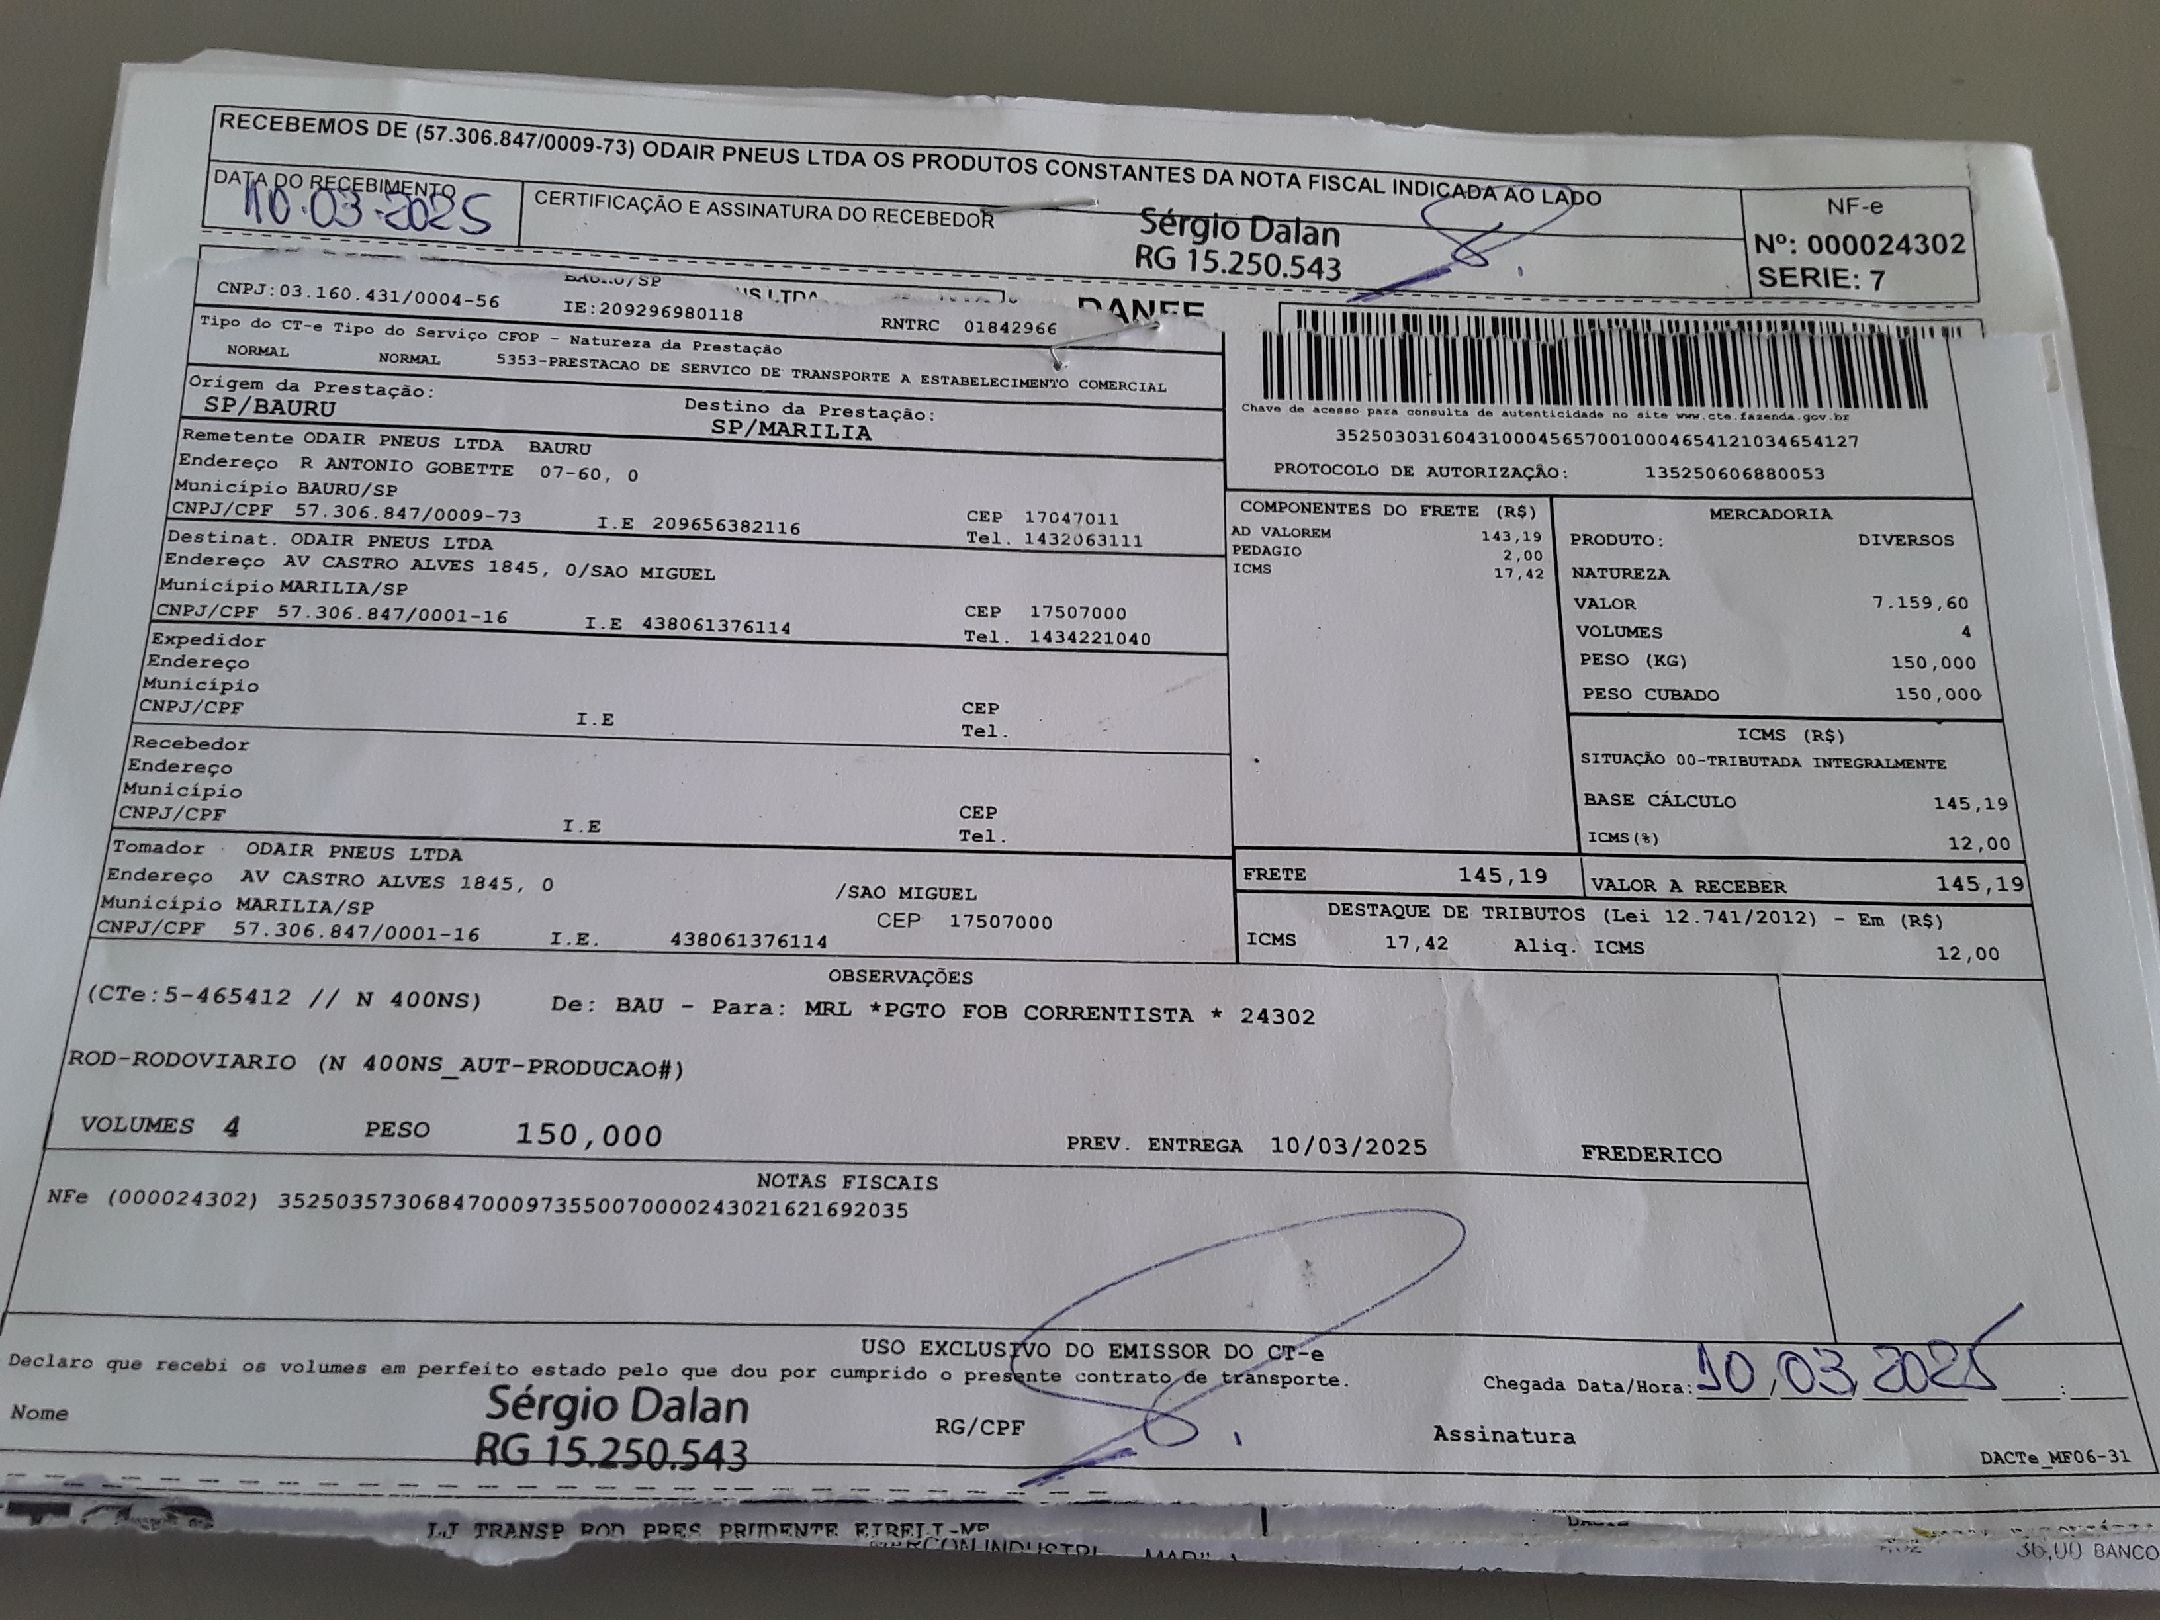 RECEBEMOS DE (57.306.847/0009-73) ODAIR PNEUS LTDA OS PRODUTOS CONSTANTES DA NOTA FISCAL INDICADA AO LADO
DATA DO RECEBIMENTO
10.03.2025
CERTIFICAÇÃO E ASSINATURA DO RECEBEDOR
Sérgio Dalan
RG 15.250.543
NF-e
Nº: 000024302
SERIE: 7
BAURU/SP
DANFE
CNPJ:03.160.431/0004-56 IE:209296980118 RNTRC 01842966
Tipo do CT-e Tipo do Serviço CFOP - Natureza da Prestação
NORMAL NORMAL 5353-PRESTACAO DE SERVICO DE TRANSPORTE A ESTABELECIMENTO COMERCIAL
Origem da Prestação: Destino da Prestação:
SP/BAURU SP/MARILIA
Remetente ODAIR PNEUS LTDA BAURU
Endereço R ANTONIO GOBETTE 07-60, 0
Município BAURU/SP CEP 17047011
CNPJ/CPF 57.306.847/0009-73 I.E 209656382116 Tel. 1432063111
Destinat. ODAIR PNEUS LTDA
Endereço AV CASTRO ALVES 1845, 0/SAO MIGUEL
Município MARILIA/SP CEP 17507000
CNPJ/CPF 57.306.847/0001-16 I.E 438061376114 Tel. 1434221040
Expedidor
Endereço
Município CEP
CNPJ/CPF I.E Tel.
Recebedor
Endereço
Município CEP
CNPJ/CPF I.E Tel.
Tomador ODAIR PNEUS LTDA
Endereço AV CASTRO ALVES 1845, 0 /SAO MIGUEL
Município MARILIA/SP CEP 17507000
CNPJ/CPF 57.306.847/0001-16 I.E. 438061376114
Chave de acesso para consulta de autenticidade no site www.cte.fazenda.gov.br
35250303160431000456570010004654121034654127
PROTOCOLO DE AUTORIZAÇÃO: 135250606880053
COMPONENTES DO FRETE (R$)
AD VALOREM 143,19
PEDAGIO 2,00
ICMS 17,42
MERCADORIA
PRODUTO: DIVERSOS
NATUREZA
VALOR 7.159,60
VOLUMES 4
PESO (KG) 150,000
PESO CUBADO 150,000
ICMS (R$)
SITUAÇÃO 00-TRIBUTADA INTEGRALMENTE
BASE CÁLCULO 145,19
ICMS(%) 12,00
FRETE 145,19 VALOR A RECEBER 145,19
DESTAQUE DE TRIBUTOS (Lei 12.741/2012) - Em (R$)
ICMS 17,42 Aliq. ICMS 12,00
OBSERVAÇÕES
(CTe:5-465412 // N 400NS) De: BAU - Para: MRL *PGTO FOB CORRENTISTA * 24302
ROD-RODOVIARIO (N 400NS_AUT-PRODUCAO#)
VOLUMES 4 PESO 150,000 PREV. ENTREGA 10/03/2025 FREDERICO
NOTAS FISCAIS
NFe (000024302) 35250357306847000973550070000243021621692035
USO EXCLUSIVO DO EMISSOR DO CT-e
Declaro que recebi os volumes em perfeito estado pelo que dou por cumprido o presente contrato de transporte.
Chegada Data/Hora: 10/03/2025 :
Nome Sérgio Dalan
RG 15.250.543
RG/CPF Assinatura
DACTe_MF06-31
LJ TRANSP ROD PRES PRUDENTE EIRELI-ME
36,00 BANCO